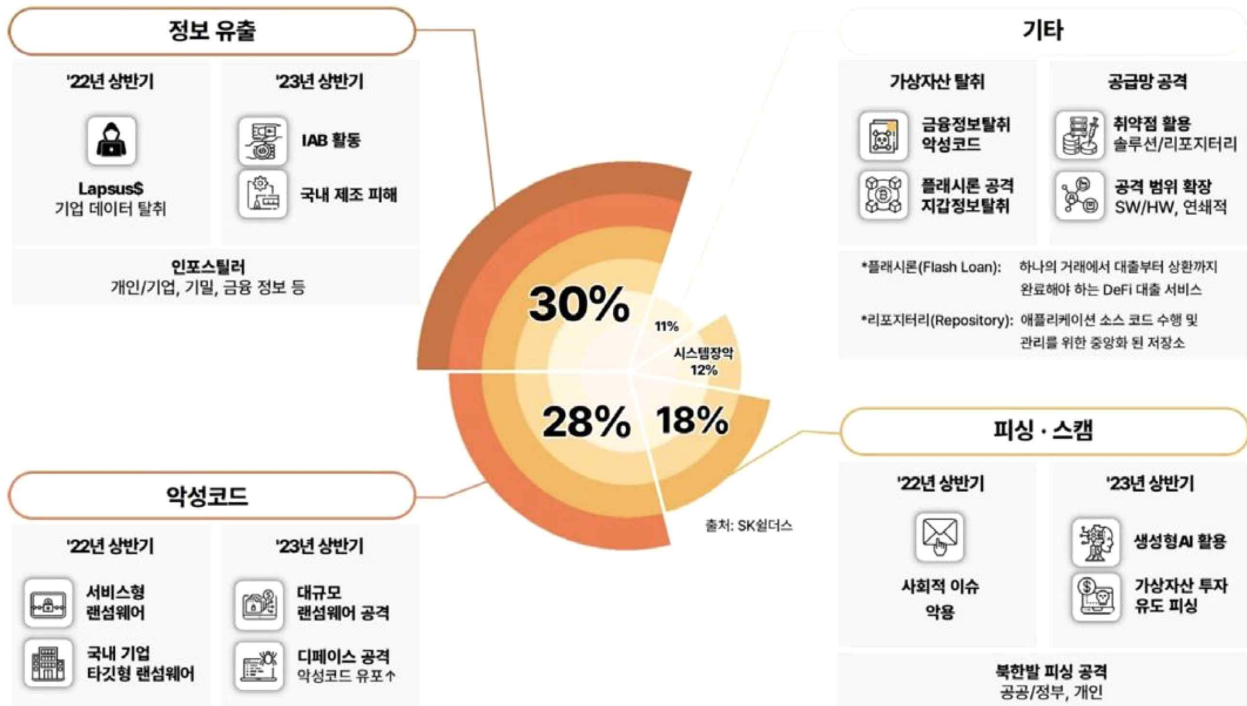 정보 유출
'22년 상반기
Lapsus$
기업 데이터 탈취
'23년 상반기
IAB 활동
국내 제조 피해
인포스틸러
개인/기업, 기밀, 금융 정보 등
기타
가상자산 탈취
금융정보탈취
악성코드
플래시론 공격
지갑정보탈취
공급망 공격
취약점 활용
솔루션/리포지터리
공격 범위 확장
SW/HW, 연쇄적
*플래시론(Flash Loan): 하나의 거래에서 대출부터 상환까지
완료해야 하는 DeFi 대출 서비스
*리포지터리(Repository): 애플리케이션 소스 코드 수행 및
관리를 위한 중앙화 된 저장소
30%
11%
시스템장악
12%
28%
18%
출처: SK쉴더스
악성코드
'22년 상반기
서비스형
랜섬웨어
국내 기업
타깃형 랜섬웨어
'23년 상반기
대규모
랜섬웨어 공격
디페이스 공격
악성코드 유포↑
피싱 · 스캠
'22년 상반기
사회적 이슈
악용
'23년 상반기
생성형AI 활용
가상자산 투자
유도 피싱
북한발 피싱 공격
공공/정부, 개인